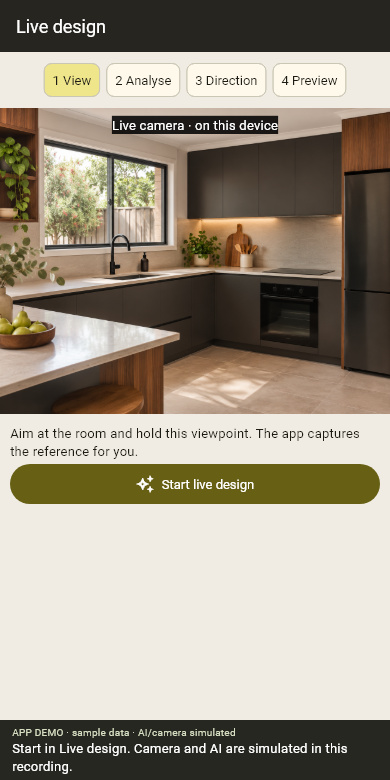 Live design
1 View
2 Analyse
3 Direction
4 Preview
Live camera · on this device
Aim at the room and hold this viewpoint. The app captures
the reference for you.
Start live design
APP DEMO · sample data · AI/camera simulated
Start in Live design. Camera and AI are simulated in this
recording.